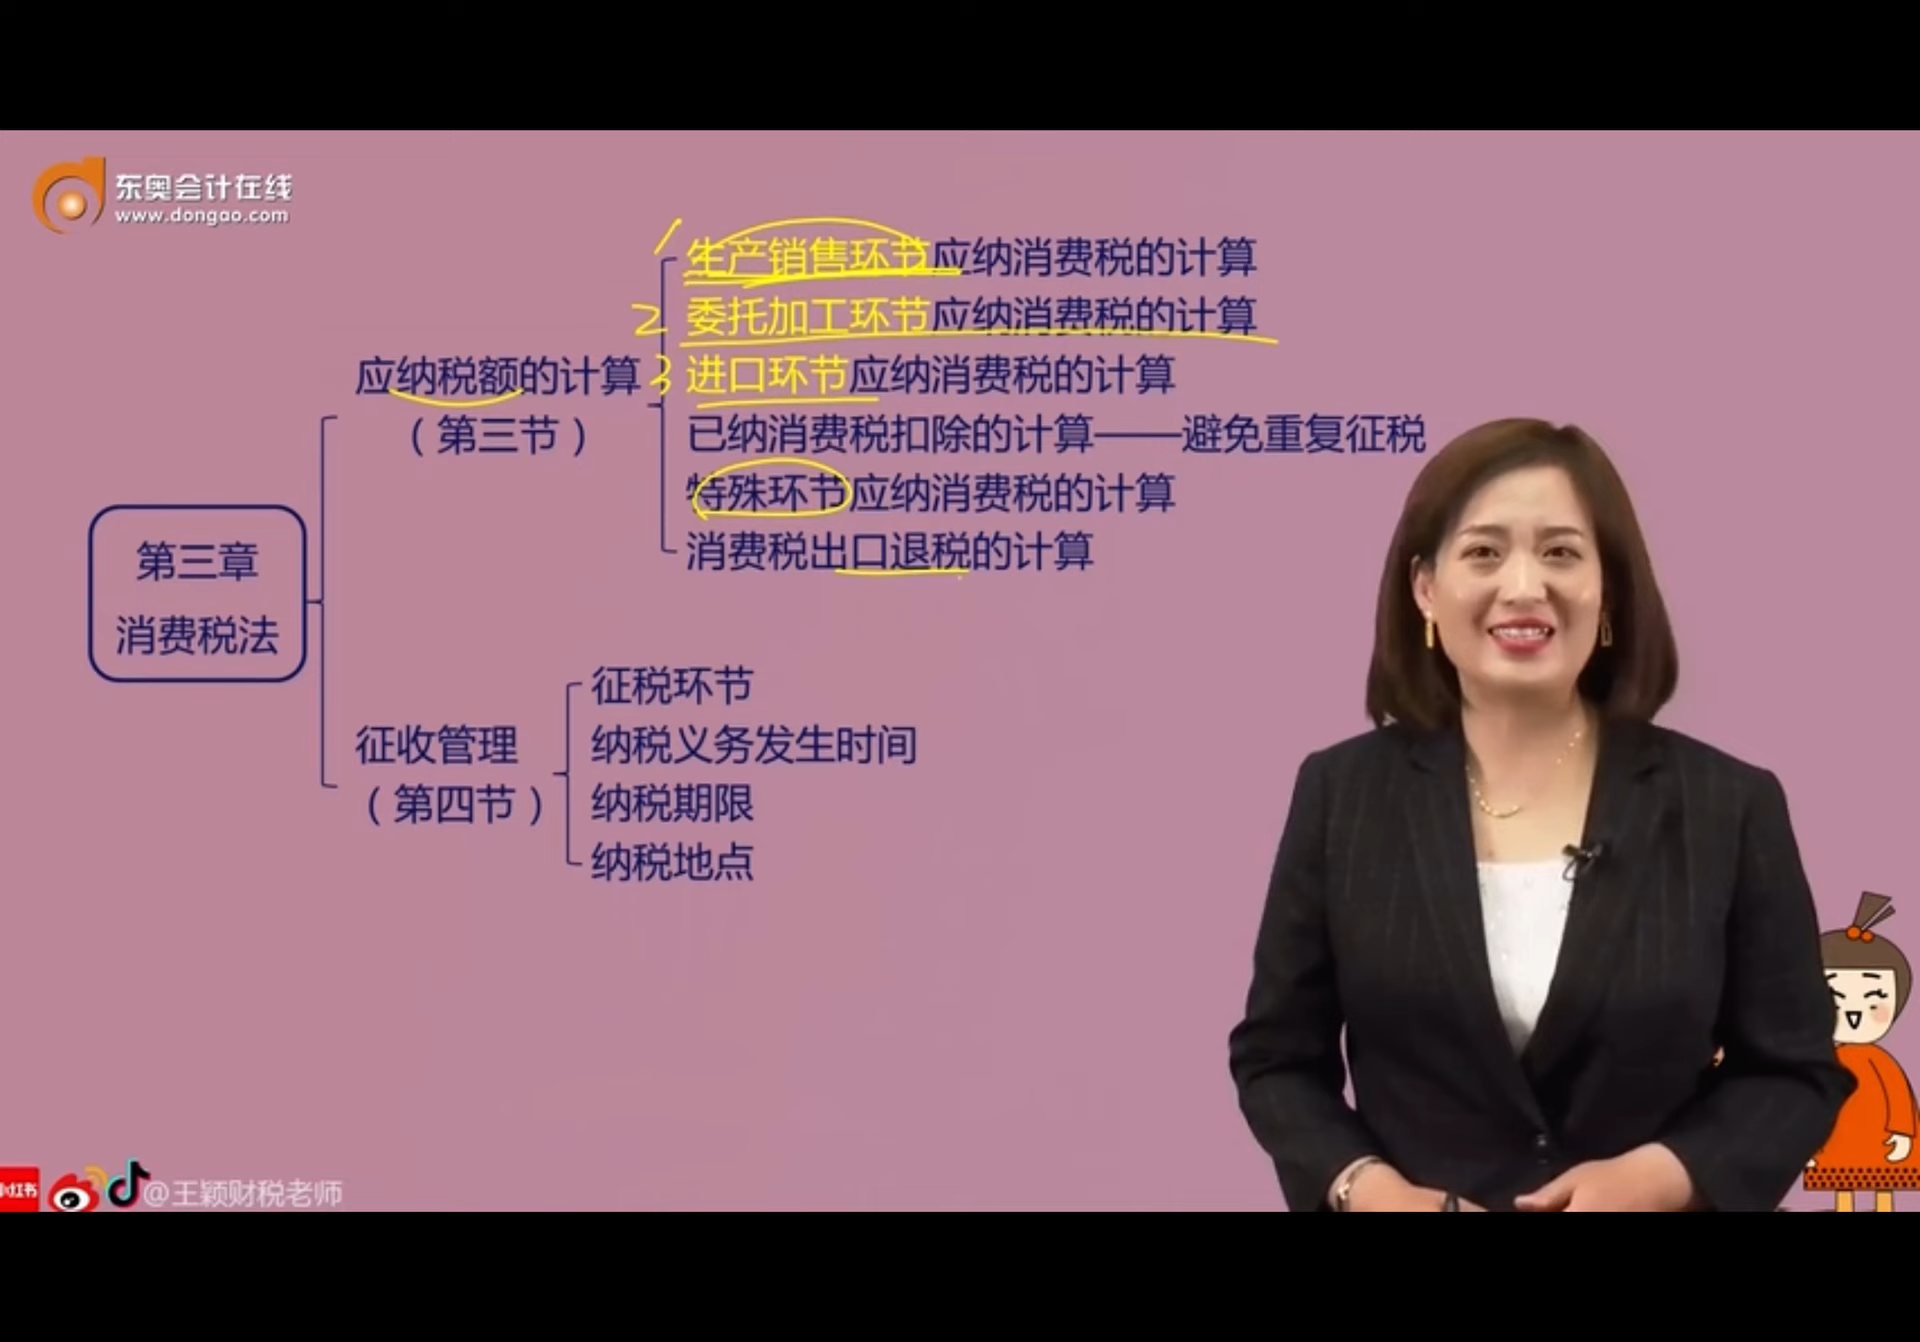 东奥会计在线
www.dongao.com
1 生产销售环节应纳消费税的计算
2 委托加工环节应纳消费税的计算
应纳税额的计算
3 进口环节应纳消费税的计算
（第三节）
已纳消费税扣除的计算——避免重复征税
特殊环节应纳消费税的计算
消费税出口退税的计算
第三章
消费税法
征税环节
征收管理
纳税义务发生时间
（第四节）
纳税期限
纳税地点
小红书
@王颖财税老师